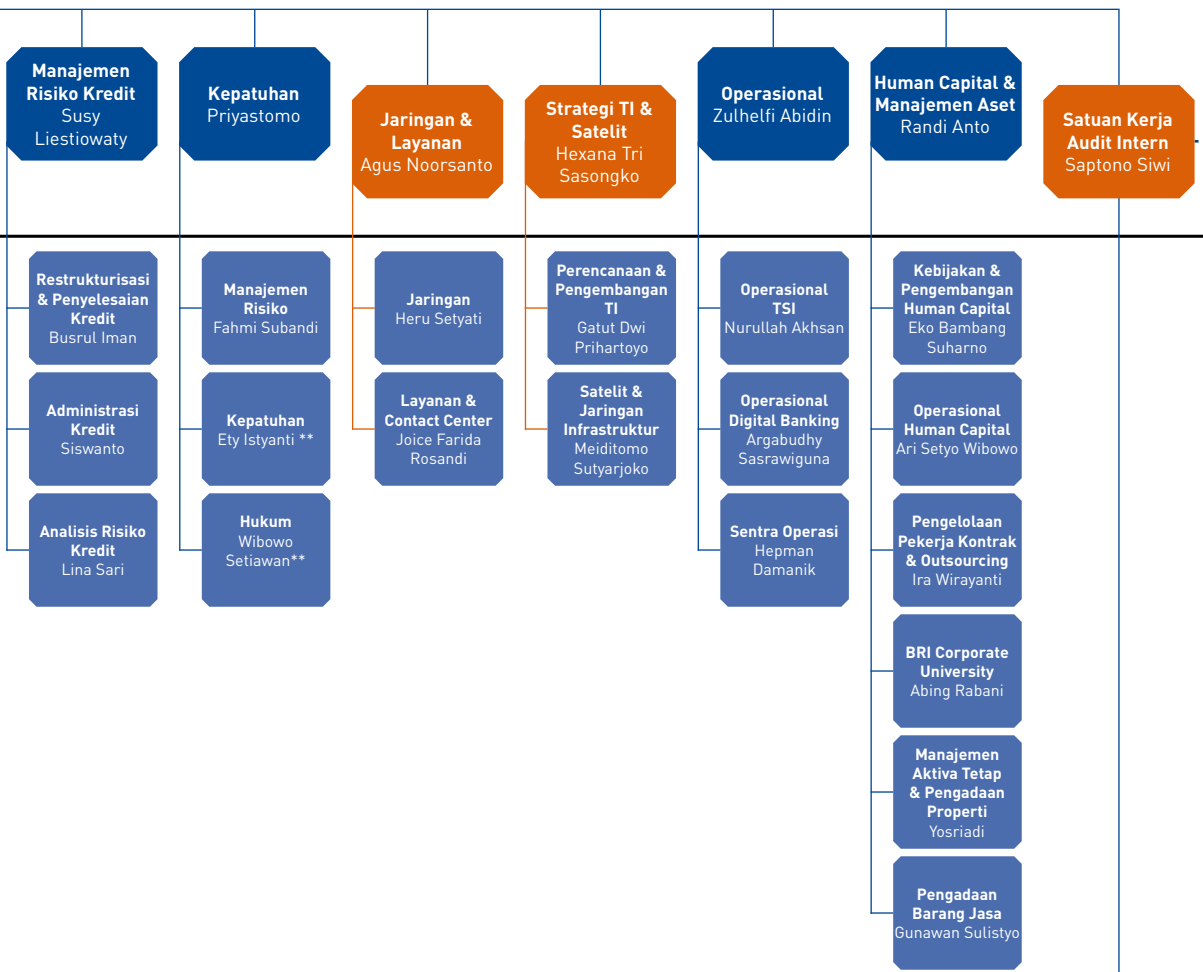 Manajemen
Risiko Kredit
Susy
Liestiowaty
Kepatuhan
Priyastomo
Jaringan &
Layanan
Agus Noorsanto
Strategi TI &
Satelit
Hexana Tri
Sasongko
Operasional
Zulhelfi Abidin
Human Capital &
Manajemen Aset
Randi Anto
Satuan Kerja
Audit Intern
Saptono Siwi
Restrukturisasi
& Penyelesaian
Kredit
Busrul Iman
Administrasi
Kredit
Siswanto
Analisis Risiko
Kredit
Lina Sari
Manajemen
Risiko
Fahmi Subandi
Kepatuhan
Ety Istyanti **
Hukum
Wibowo
Setiawan**
Jaringan
Heru Setyati
Layanan &
Contact Center
Joice Farida
Rosandi
Perencanaan &
Pengembangan
TI
Gatut Dwi
Prihartoyo
Satelit &
Jaringan
Infrastruktur
Meiditomo
Sutyarjoko
Operasional
TSI
Nurullah Akhsan
Operasional
Digital Banking
Argabudhy
Sasrawiguna
Sentra Operasi
Hepman
Damanik
Kebijakan &
Pengembangan
Human Capital
Eko Bambang
Suharno
Operasional
Human Capital
Ari Setyo Wibowo
Pengelolaan
Pekerja Kontrak
& Outsourcing
Ira Wirayanti
BRI Corporate
University
Abing Rabani
Manajemen
Aktiva Tetap
& Pengadaan
Properti
Yosriadi
Pengadaan
Barang Jasa
Gunawan Sulistyo